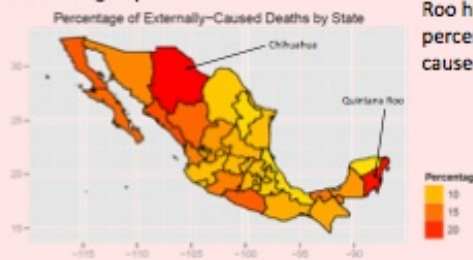 Roo h
perce
cause
Percentage of Externally-Caused Deaths by State
Chihuahua
Quintana Roo
30
25
20
15
-115
-110
-105
-100
-95
-90
Percentag
10
15
20